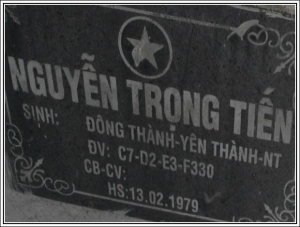 NGUYỄN TRỌNG TIẾN
SINH: ĐÔNG THÀNH-YÊN THÀNH-NT
ĐV: C7-D2-E3-F330
CB-CV:
HS:13.02.1979